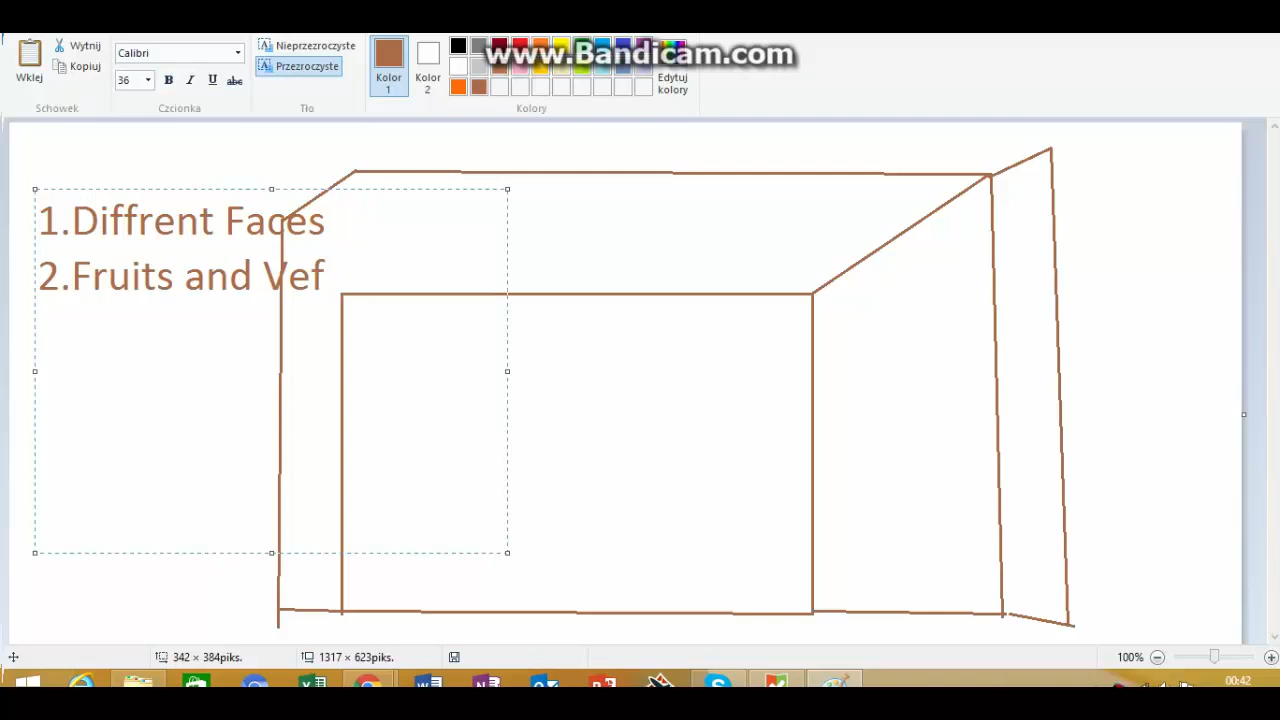 www.Bandicam.com
Wklej
Wytnij
Kopiuj
Schowek
Calibri
36
B I U abc
Czcionka
Nieprzezroczyste
Przezroczyste
Tło
Kolor 1
Kolor 2
Edytuj kolory
Kolory
1.Diffrent Faces
2.Fruits and Vef
342 × 384piks.
1317 × 623piks.
100%
00:42